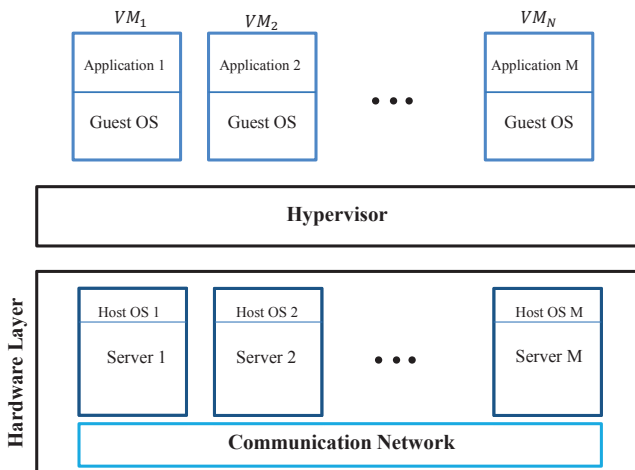 VM₁ VM₂ VM_N
Application 1 Application 2 Application M
Guest OS Guest OS Guest OS
Hypervisor
Hardware Layer
Host OS 1 Host OS 2 Host OS M
Server 1 Server 2 Server M
Communication Network